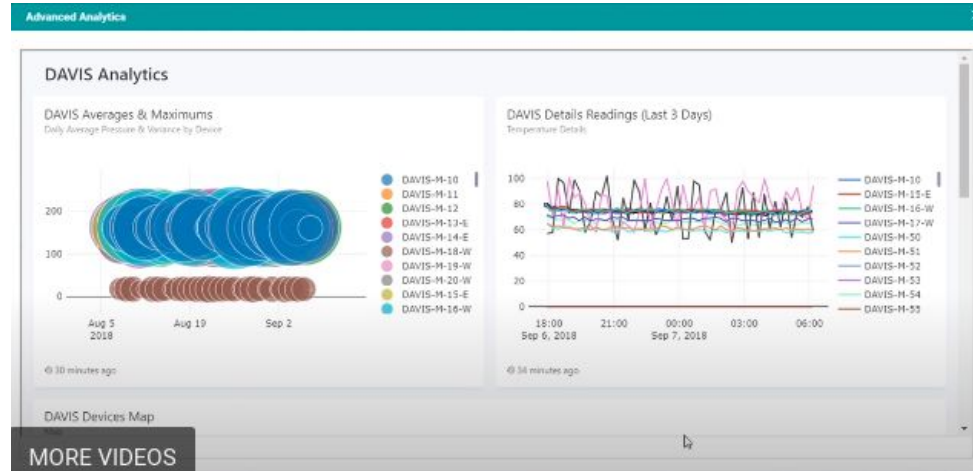 Advanced Analytics
DAVIS Analytics
DAVIS Averages & Maximums
Daily Average Pressure & Variance by Device
200
100
0
Aug 5
2018
Aug 19
Sep 2
DAVIS-M-10
DAVIS-M-11
DAVIS-M-12
DAVIS-M-13-E
DAVIS-M-14-E
DAVIS-M-18-W
DAVIS-M-19-W
DAVIS-M-20-W
DAVIS-M-15-E
DAVIS-M-16-W
30 minutes ago
DAVIS Details Readings (Last 3 Days)
Temperature Details
100
80
60
40
20
0
18:00
Sep 6, 2018
21:00
00:00
Sep 7, 2018
03:00
06:00
DAVIS-M-10
DAVIS-M-15-E
DAVIS-M-16-W
DAVIS-M-17-W
DAVIS-M-50
DAVIS-M-51
DAVIS-M-52
DAVIS-M-53
DAVIS-M-54
DAVIS-M-55
34 minutes ago
DAVIS Devices Map
MORE VIDEOS